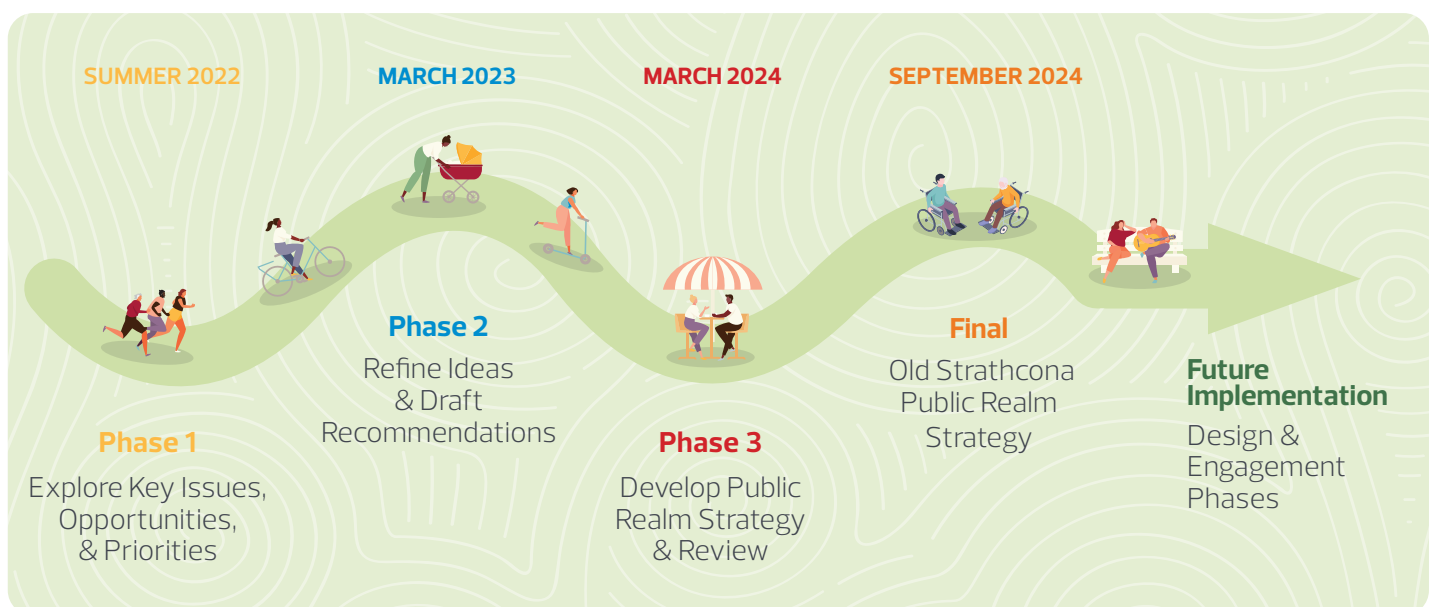 SUMMER 2022
MARCH 2023
MARCH 2024
SEPTEMBER 2024
Phase 1
Explore Key Issues,
Opportunities,
& Priorities
Phase 2
Refine Ideas
& Draft
Recommendations
Phase 3
Develop Public
Realm Strategy
& Review
Final
Old Strathcona
Public Realm
Strategy
Future
Implementation
Design &
Engagement
Phases